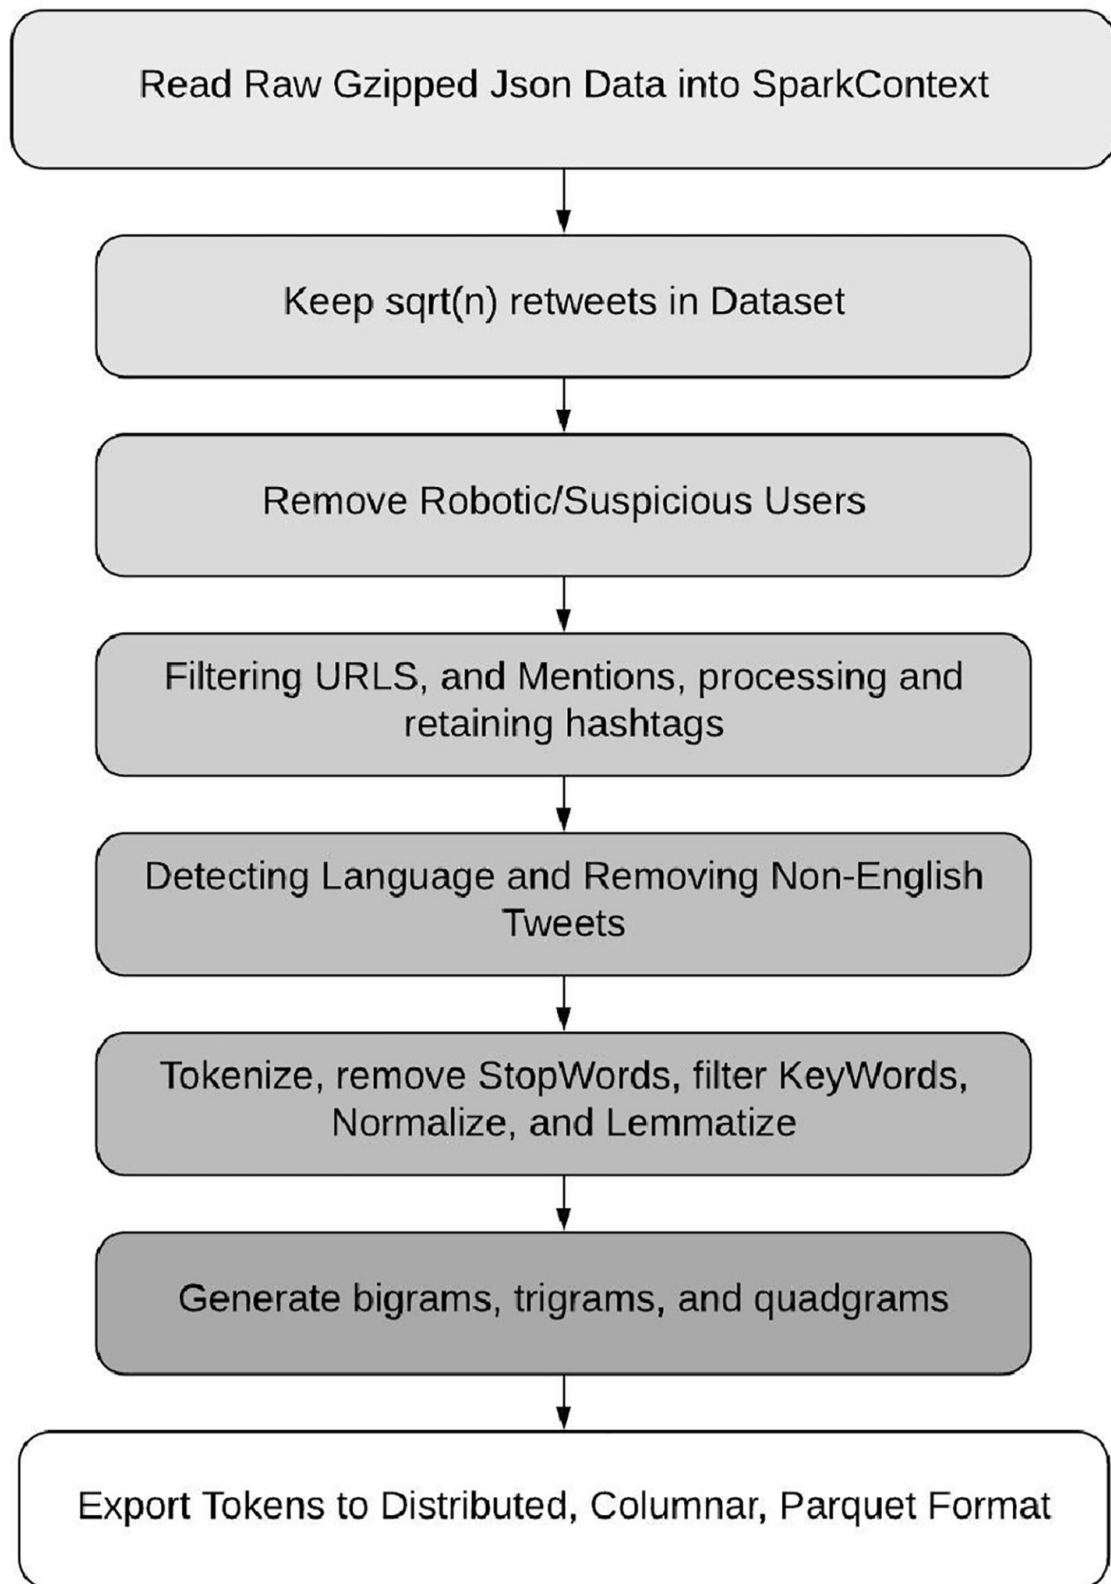 Read Raw Gzipped Json Data into SparkContext
Keep sqrt(n) retweets in Dataset
Remove Robotic/Suspicious Users
Filtering URLS, and Mentions, processing and
retaining hashtags
Detecting Language and Removing Non-English
Tweets
Tokenize, remove StopWords, filter KeyWords,
Normalize, and Lemmatize
Generate bigrams, trigrams, and quadgrams
Export Tokens to Distributed, Columnar, Parquet Format